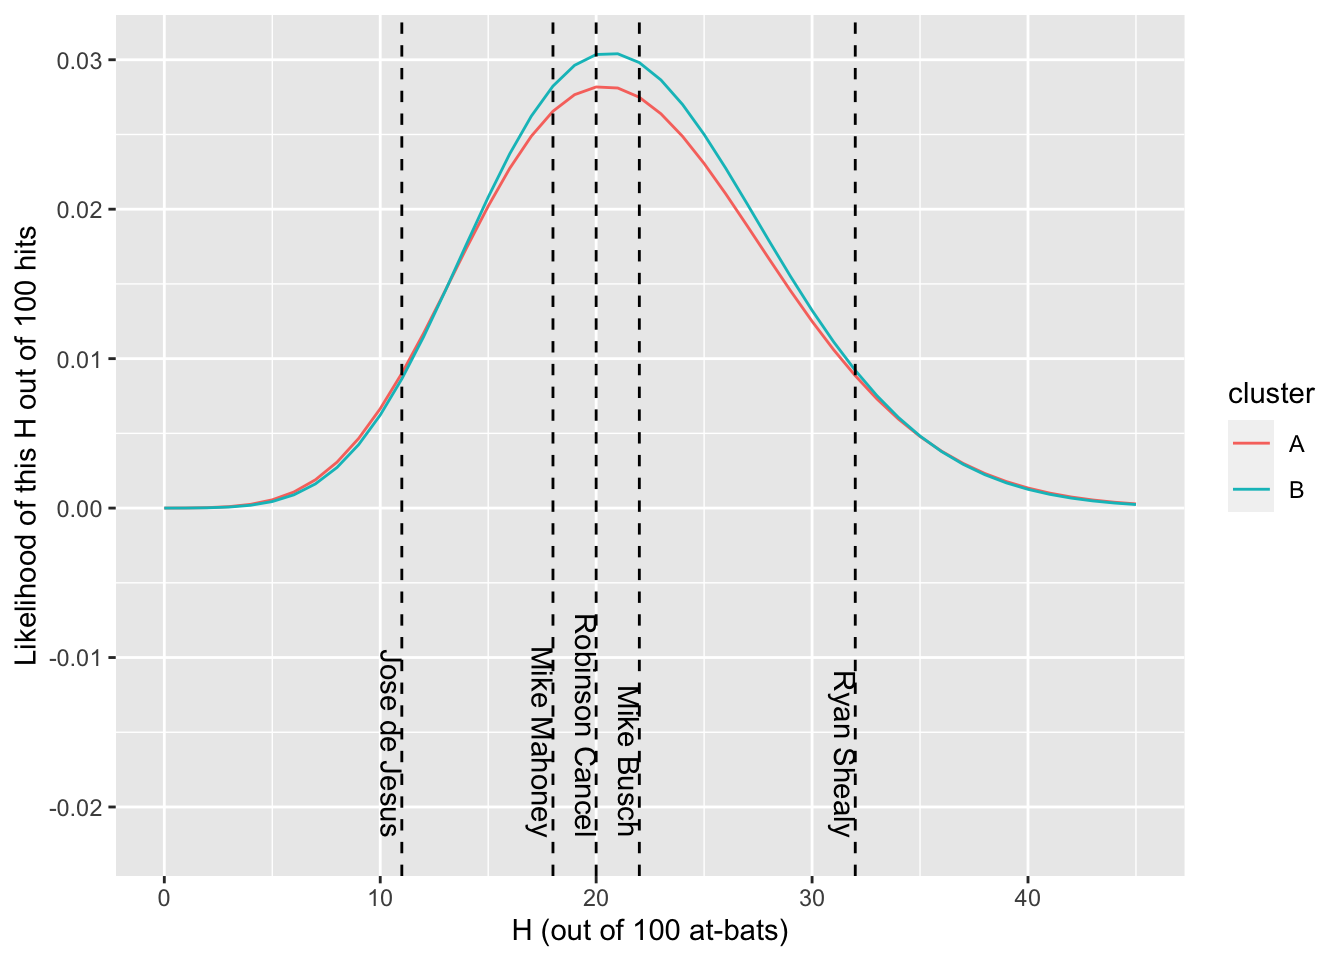 Likelihood of this H out of 100 hits
0.03
0.02
0.01
0.00
-0.01
-0.02
Jose de Jesus
Mike Mahoney
Robinson Cancel
Mike Busch
Ryan Shealy
0
10
20
30
40
H (out of 100 at-bats)
cluster
A
B